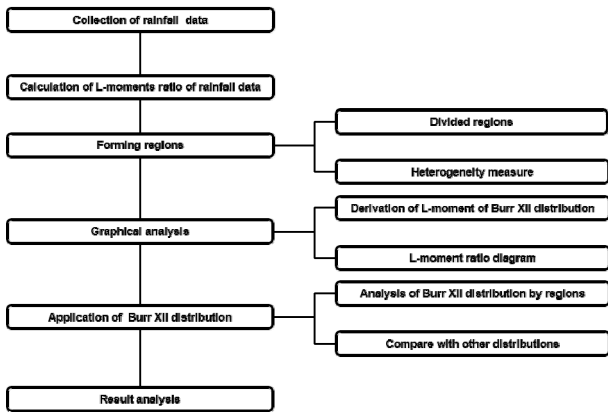 Collection of rainfall data
Calculation of L-moments ratio of rainfall data
Forming regions
Divided regions
Heterogeneity measure
Graphical analysis
Derivation of L-moment of Burr XII distribution
L-moment ratio diagram
Application of Burr XII distribution
Analysis of Burr XII distribution by regions
Compare with other distributions
Result analysis